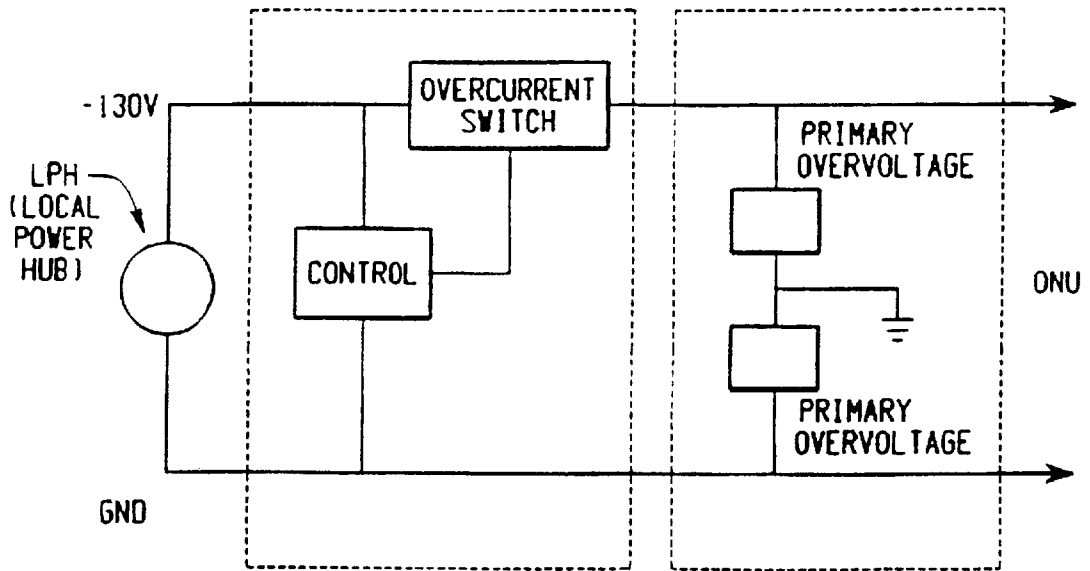 -130V
LPH
(LOCAL
POWER
HUB)
OVERCURRENT
SWITCH
CONTROL
PRIMARY
OVERVOLTAGE
ONU
PRIMARY
OVERVOLTAGE
GND